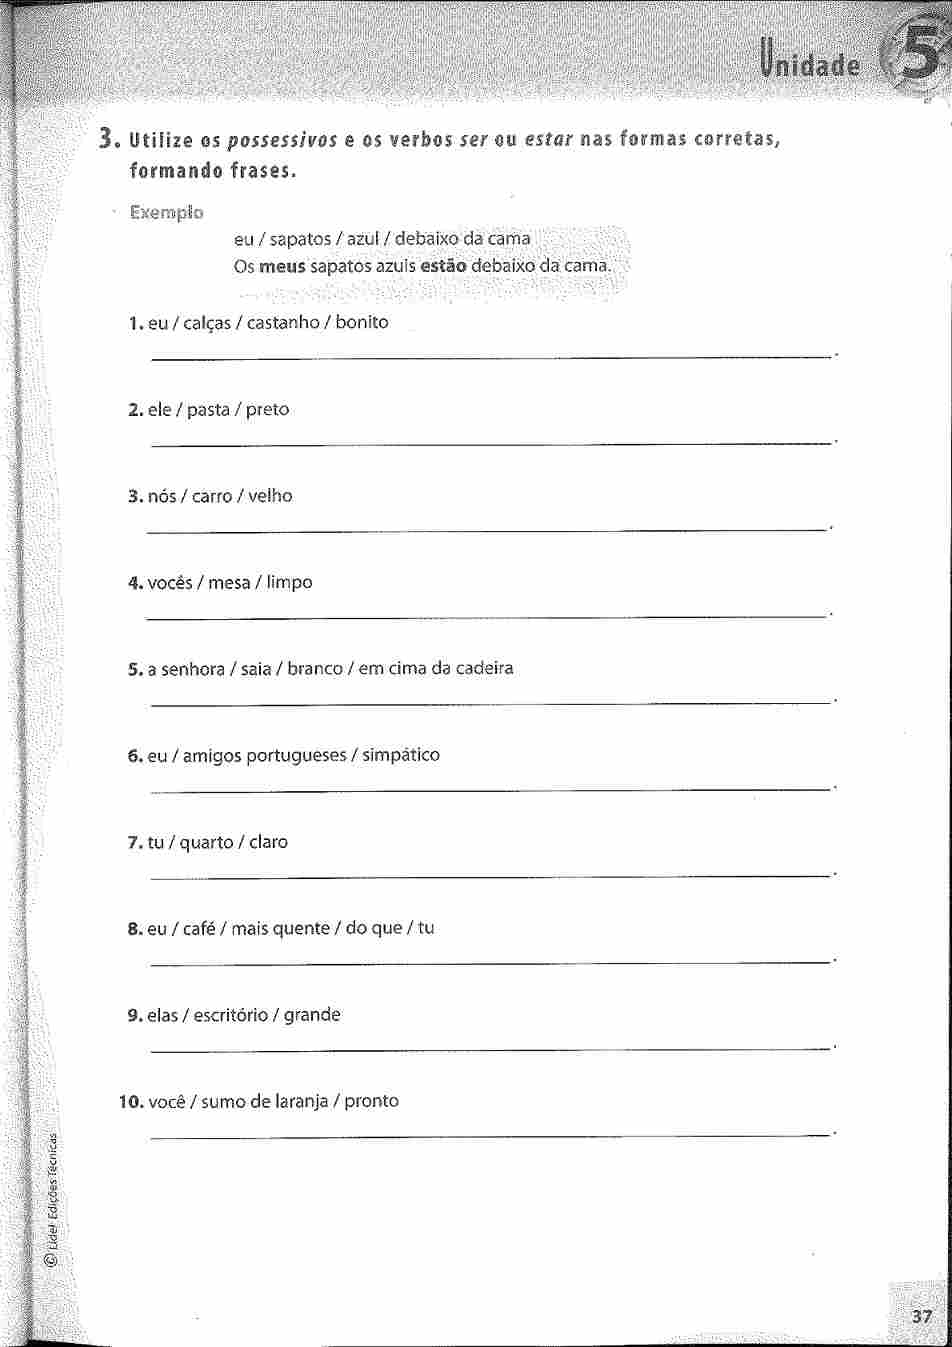 Unidade 5
3. Utilize os possessivos e os verbos ser ou estar nas formas corretas,
formando frases.
Exemplo
eu / sapatos / azul / debaixo da cama
Os meus sapatos azuis estão debaixo da cama.
1. eu / calças / castanho / bonito
.
2. ele / pasta / preto
.
3. nós / carro / velho
.
4. vocês / mesa / limpo
.
5. a senhora / saia / branco / em cima da cadeira
.
6. eu / amigos portugueses / simpático
.
7. tu / quarto / claro
.
8. eu / café / mais quente / do que / tu
.
9. elas / escritório / grande
.
10. você / sumo de laranja / pronto
.
© Lidel Edições Técnicas
37